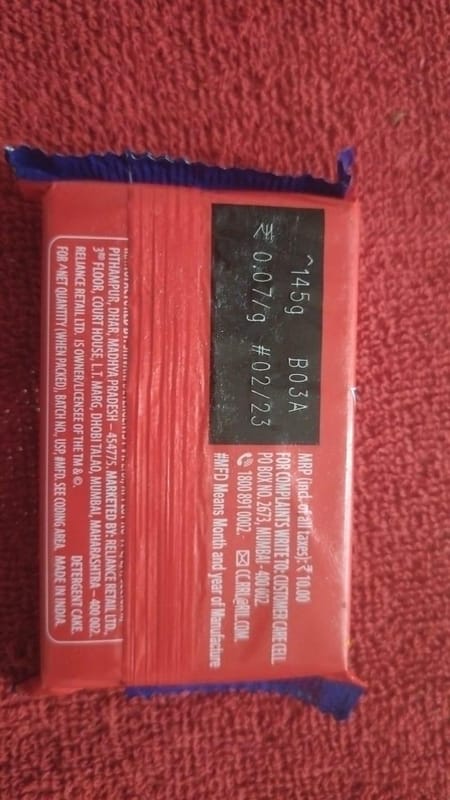 ^145g B03A
₹ 0.07/g #02/23
MRP (incl. of all taxes): ₹ 10.00
FOR COMPLAINTS WRITE TO: CUSTOMER CARE CELL
PO BOX NO. 2673, MUMBAI - 400 002.
1800 891 0002. CC.RRL@RIL.COM.
#MFD Means Month and year of Manufacture
PITHAMPUR, DHAR, MADHYA PRADESH – 454775. MARKETED BY: RELIANCE RETAIL LTD.,
3RD FLOOR, COURT HOUSE, L.T. MARG, DHOBI TALAO, MUMBAI, MAHARASHTRA – 400 002.
RELIANCE RETAIL LTD. IS OWNER/LICENSEE OF THE TM & ©. DETERGENT CAKE.
FOR ^NET QUANTITY (WHEN PACKED), BATCH NO., USP, #MFD. SEE CODING AREA. MADE IN INDIA.